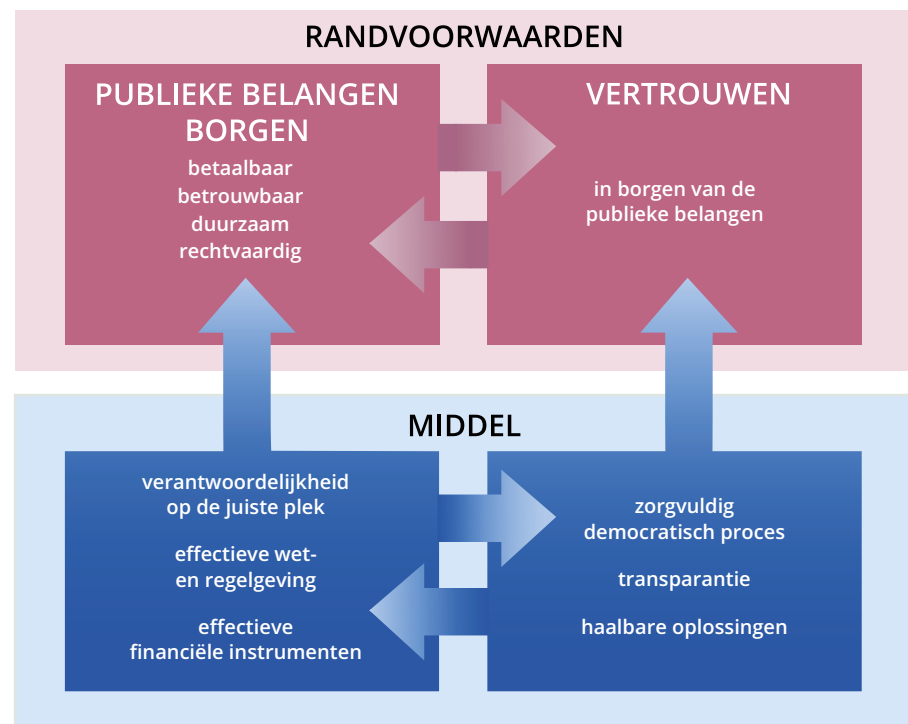 RANDVOORWAARDEN
PUBLIEKE BELANGEN
BORGEN
betaalbaar
betrouwbaar
duurzaam
rechtvaardig
VERTROUWEN
in borgen van de
publieke belangen
MIDDEL
verantwoordelijkheid
op de juiste plek
effectieve wet-
en regelgeving
effectieve
financiële instrumenten
zorgvuldig
democratisch proces
transparantie
haalbare oplossingen